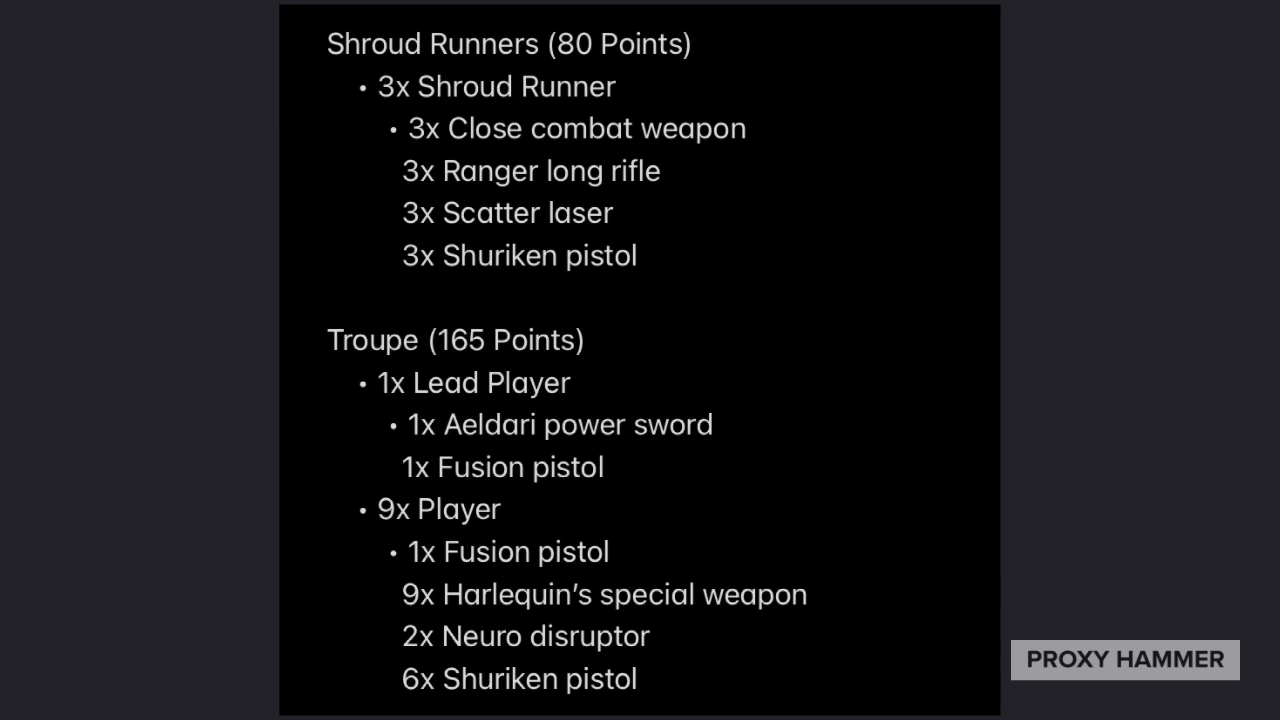 Shroud Runners (80 Points)
• 3x Shroud Runner
• 3x Close combat weapon
3x Ranger long rifle
3x Scatter laser
3x Shuriken pistol
Troupe (165 Points)
• 1x Lead Player
• 1x Aeldari power sword
1x Fusion pistol
• 9x Player
• 1x Fusion pistol
9x Harlequin’s special weapon
2x Neuro disruptor
6x Shuriken pistol
PROXY HAMMER